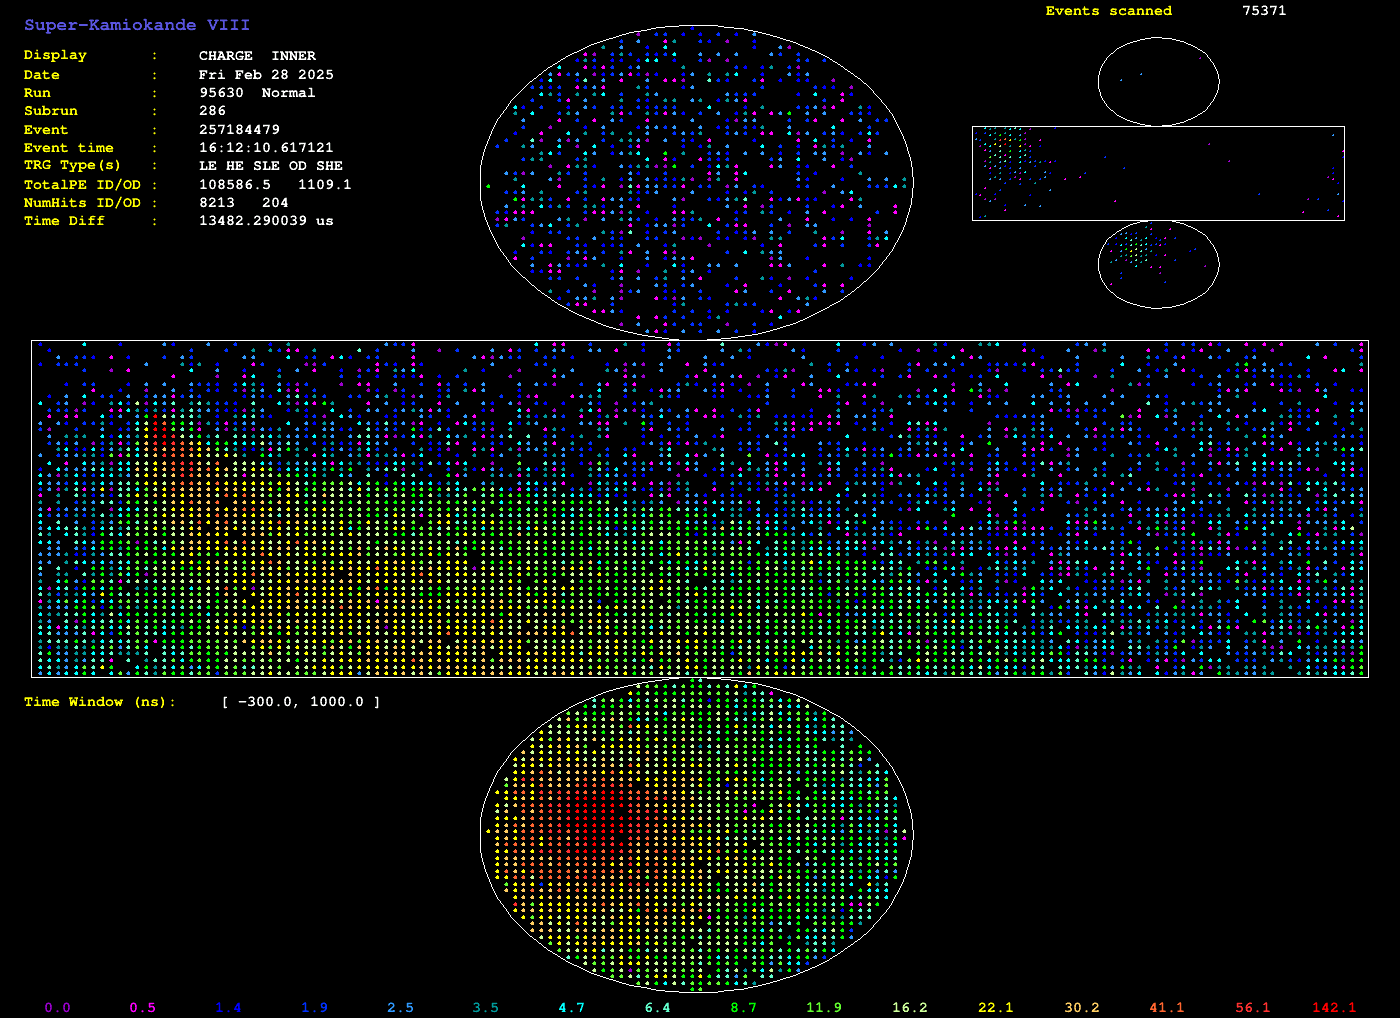 Super-Kamiokande VIII
Events scanned 75371
Display : CHARGE INNER
Date : Fri Feb 28 2025
Run : 95630 Normal
Subrun : 286
Event : 257184479
Event time : 16:12:10.617121
TRG Type(s) : LE HE SLE OD SHE
TotalPE ID/OD : 108586.5 1109.1
NumHits ID/OD : 8213 204
Time Diff : 13482.290039 us
Time Window (ns): [ -300.0, 1000.0 ]
0.0 0.5 1.4 1.9 2.5 3.5 4.7 6.4 8.7 11.9 16.2 22.1 30.2 41.1 56.1 142.1